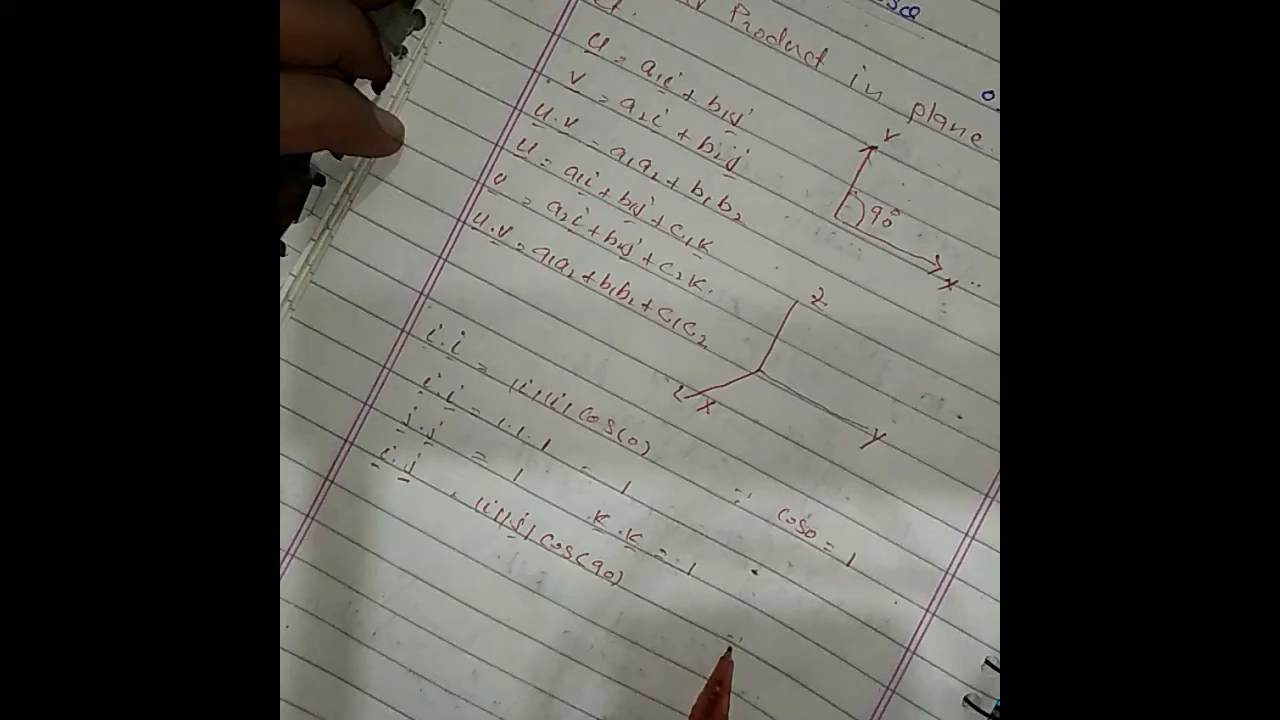 Product in plane.
u = a₁i + b₁j
v = a₂i + b₂j
u.v = a₁a₂ + b₁b₂
u = a₁i + b₁j + c₁k
v = a₂i + b₂j + c₂k.
u.v = a₁a₂ + b₁b₂ + c₁c₂
v
90°
x
z
x
y
i.i = |i||i| cos(0)
i.i = 1.1.1 = 1 ∵ cos0 = 1
j.j = 1 k.k = 1
i.j = |i||j| cos(90) ∵